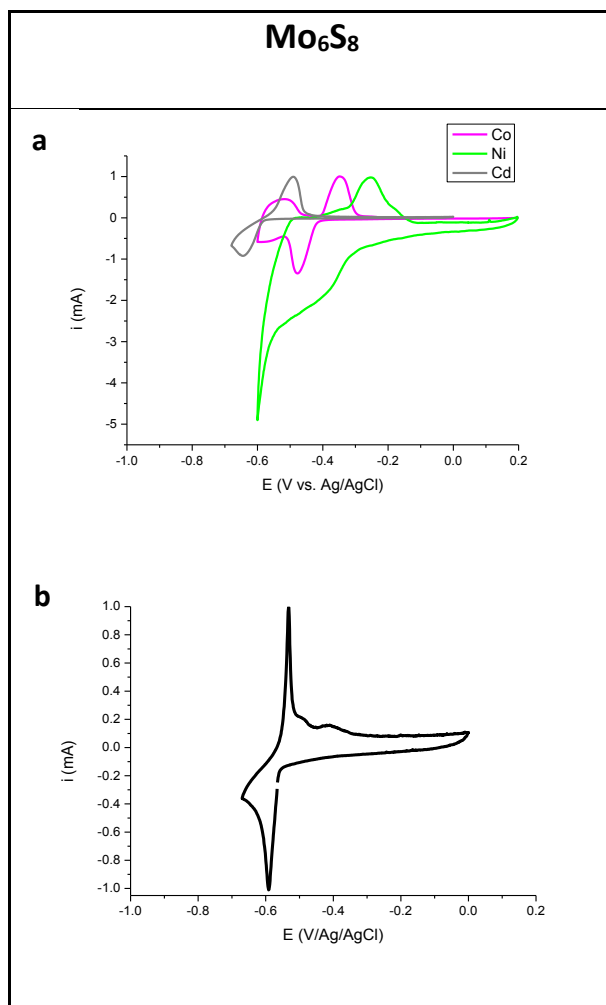 Mo₆S₈
a
Co
Ni
Cd
1
0
-1
-2
-3
-4
-5
i (mA)
-1.0 -0.8 -0.6 -0.4 -0.2 0.0 0.2
E (V vs. Ag/AgCl)
b
1.0
0.8
0.6
0.4
0.2
0.0
-0.2
-0.4
-0.6
-0.8
-1.0
i (mA)
-1.0 -0.8 -0.6 -0.4 -0.2 0.0 0.2
E (V/Ag/AgCl)